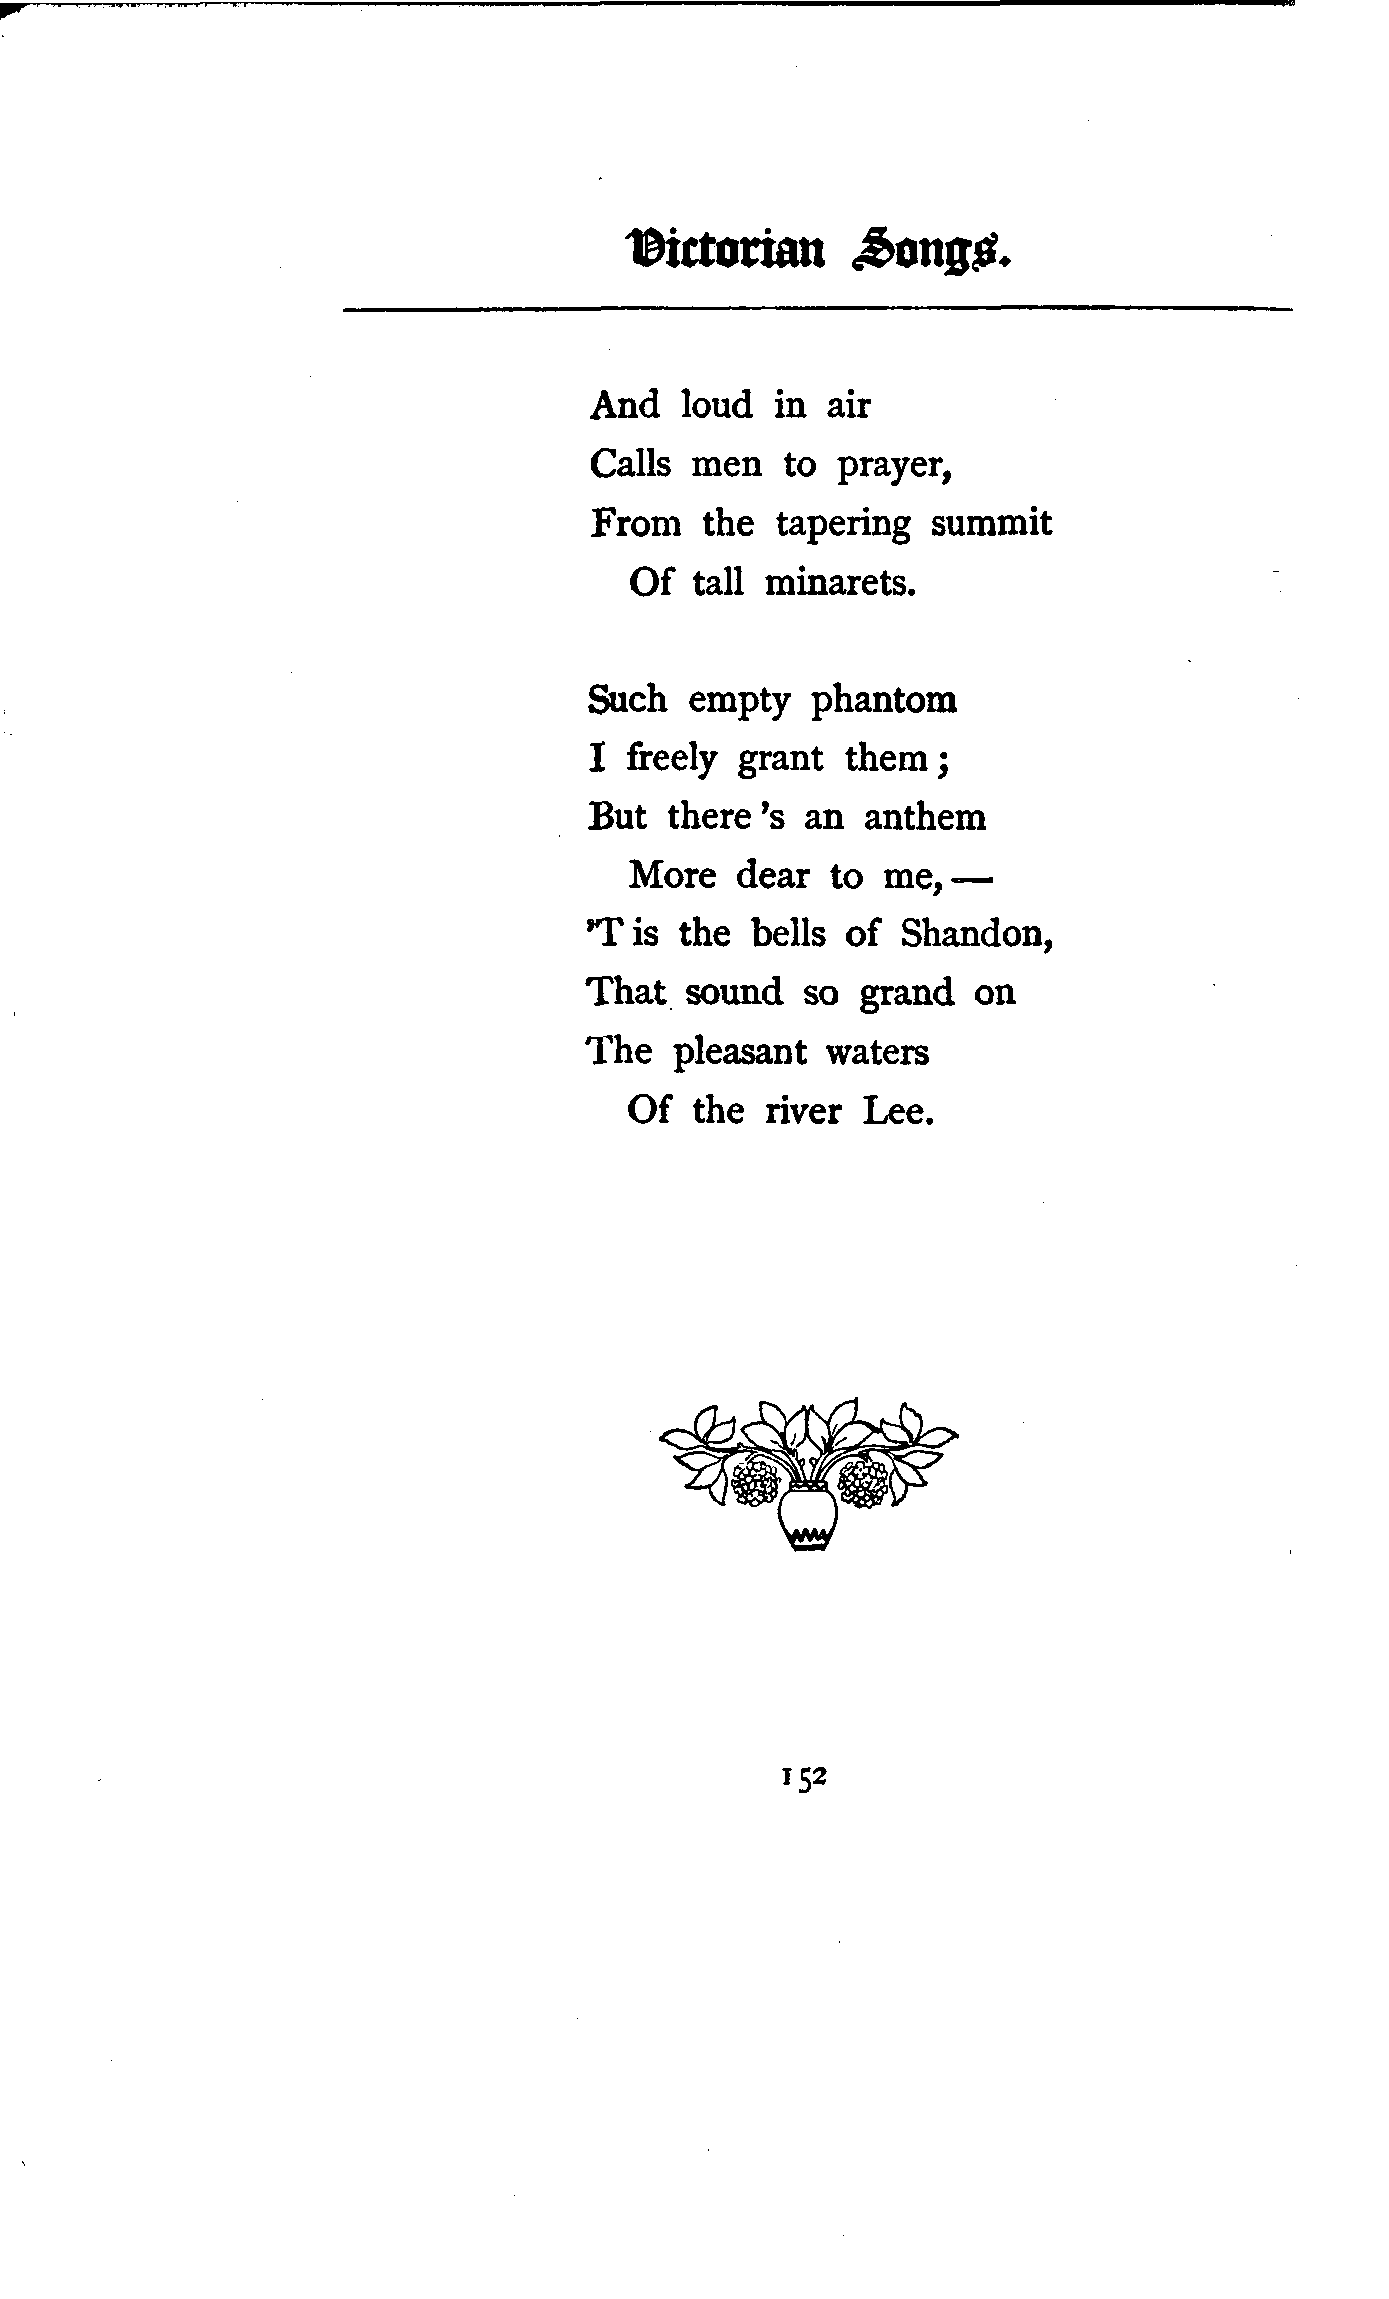 Victorian Songs.
And loud in air
Calls men to prayer,
From the tapering summit
Of tall minarets.
Such empty phantom
I freely grant them;
But there's an anthem
More dear to me,—
'Tis the bells of Shandon,
That sound so grand on
The pleasant waters
Of the river Lee.
152